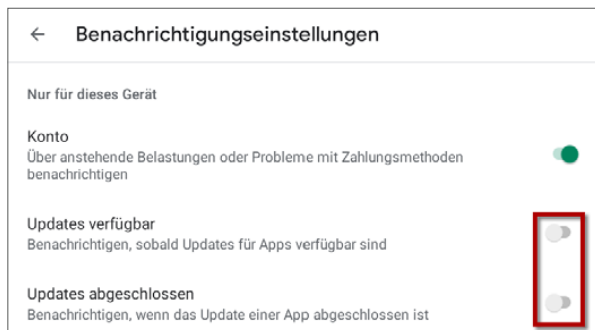 Benachrichtigungseinstellungen
Nur für dieses Gerät
Konto
Über anstehende Belastungen oder Probleme mit Zahlungsmethoden
benachrichtigen
Updates verfügbar
Benachrichtigen, sobald Updates für Apps verfügbar sind
Updates abgeschlossen
Benachrichtigen, wenn das Update einer App abgeschlossen ist